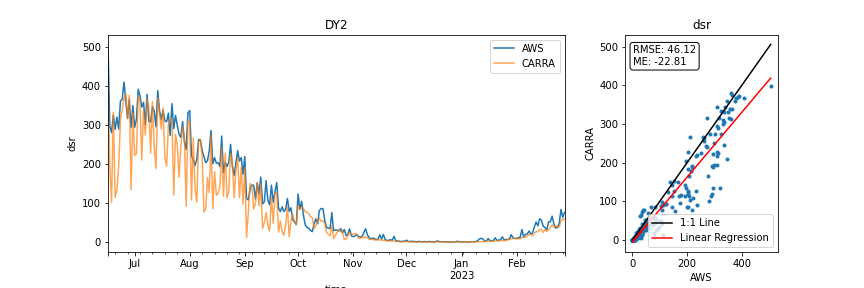 DY2
dsr
500
400
300
200
100
0
dsr
AWS
CARRA
Jul
Aug
Sep
Oct
Nov
Dec
Jan
2023
Feb
time
dsr
500
400
300
200
100
0
CARRA
RMSE: 46.12
ME: -22.81
1:1 Line
Linear Regression
0
200
400
AWS